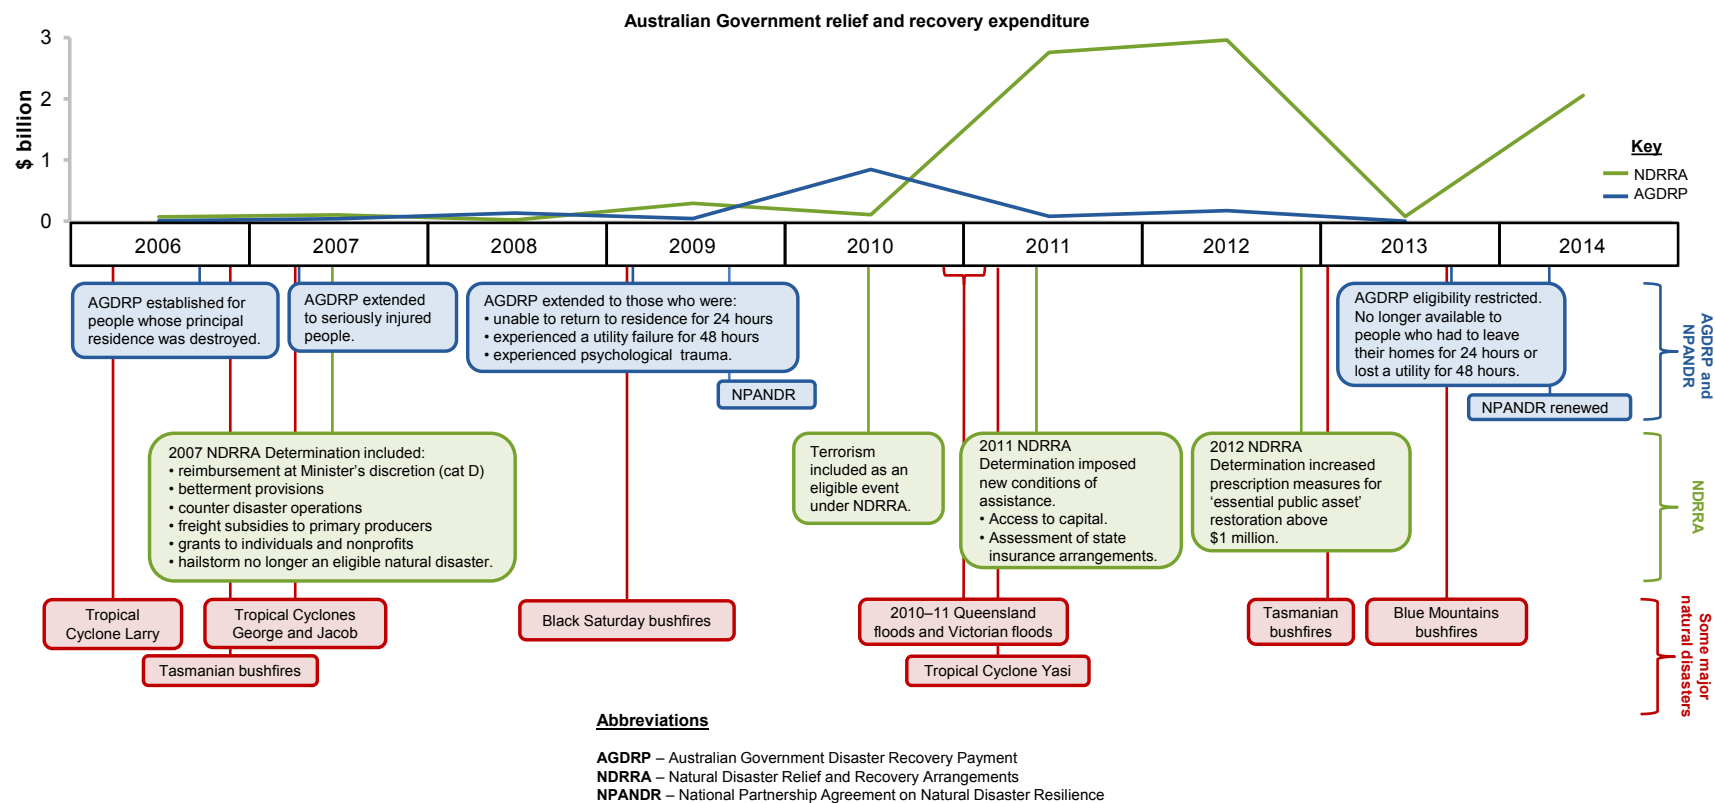 Australian Government relief and recovery expenditure
3
2
1
0
$ billion
Key
NDRRA
AGDRP
2006
2007
2008
2009
2010
2011
2012
2013
2014
AGDRP established for
people whose principal
residence was destroyed.
AGDRP extended
to seriously injured
people.
AGDRP extended to those who were:
• unable to return to residence for 24 hours
• experienced a utility failure for 48 hours
• experienced psychological trauma.
NPANDR
AGDRP eligibility restricted.
No longer available to
people who had to leave
their homes for 24 hours or
lost a utility for 48 hours.
NPANDR renewed
AGDRP and
NPANDR
2007 NDRRA Determination included:
• reimbursement at Minister’s discretion (cat D)
• betterment provisions
• counter disaster operations
• freight subsidies to primary producers
• grants to individuals and nonprofits
• hailstorm no longer an eligible natural disaster.
Terrorism
included as an
eligible event
under NDRRA.
2011 NDRRA
Determination imposed
new conditions of
assistance.
• Access to capital.
• Assessment of state
insurance arrangements.
2012 NDRRA
Determination increased
prescription measures for
‘essential public asset’
restoration above
$1 million.
NDRRA
Tropical
Cyclone Larry
Tropical Cyclones
George and Jacob
Tasmanian bushfires
Black Saturday bushfires
2010–11 Queensland
floods and Victorian floods
Tropical Cyclone Yasi
Tasmanian
bushfires
Blue Mountains
bushfires
Some major
natural disasters
Abbreviations
AGDRP – Australian Government Disaster Recovery Payment
NDRRA – Natural Disaster Relief and Recovery Arrangements
NPANDR – National Partnership Agreement on Natural Disaster Resilience